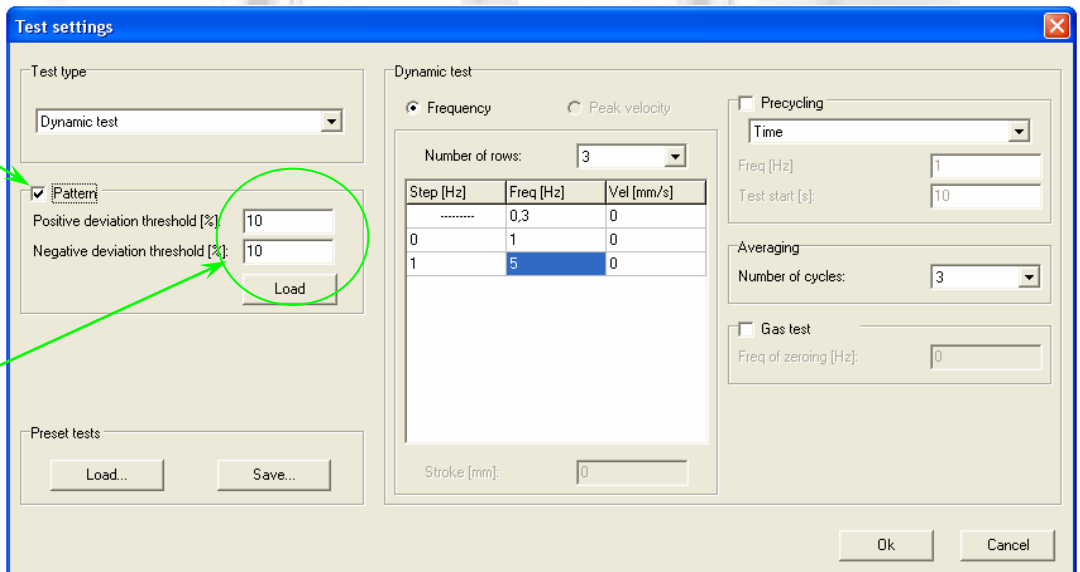 Test settings
Test type
Dynamic test
Pattern
Positive deviation threshold [%]: 10
Negative deviation threshold [%]: 10
Load
Preset tests
Load...
Save...
Dynamic test
Frequency
Peak velocity
Number of rows: 3
Step [Hz] Freq [Hz] Vel [mm/s]
--------- 0,3 0
0 1 0
1 5 0
Stroke [mm]: 0
Precycling
Time
Freq [Hz] 1
Test start [s]: 10
Averaging
Number of cycles: 3
Gas test
Freq of zeroing [Hz]: 0
Ok
Cancel